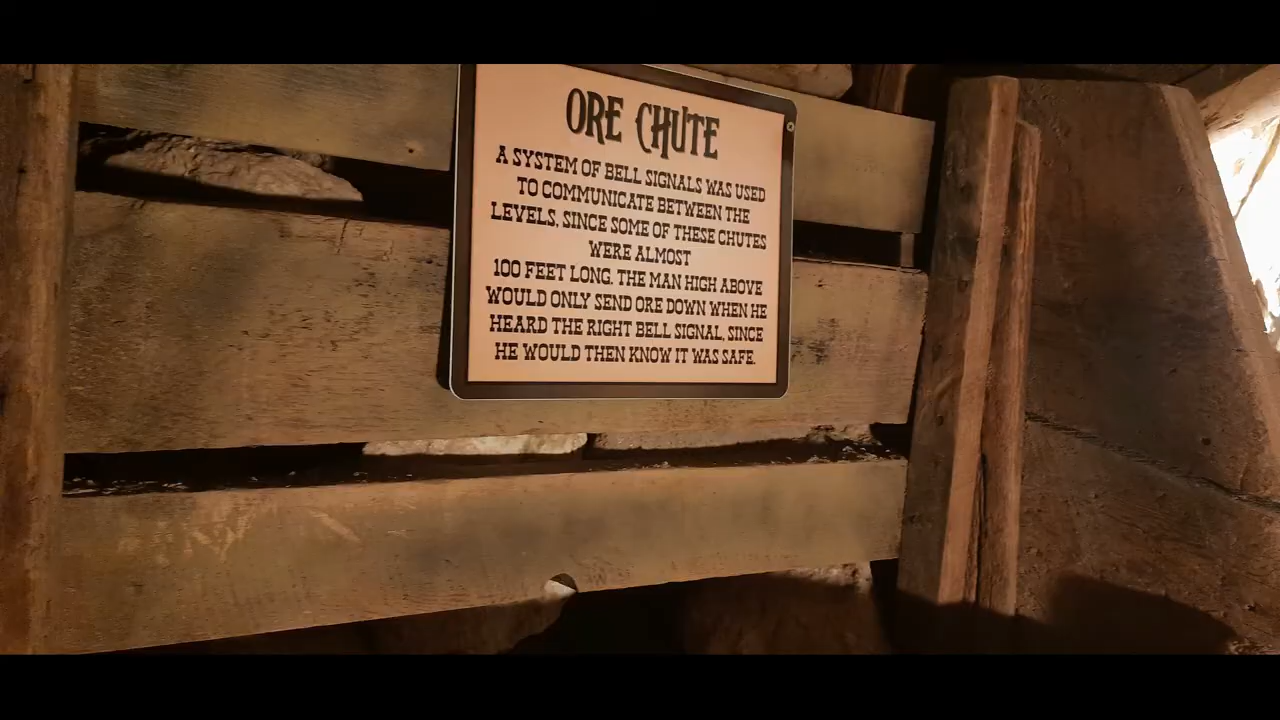 ORE CHUTE
A SYSTEM OF BELL SIGNALS WAS USED
TO COMMUNICATE BETWEEN THE
LEVELS, SINCE SOME OF THESE CHUTES
WERE ALMOST
100 FEET LONG. THE MAN HIGH ABOVE
WOULD ONLY SEND ORE DOWN WHEN HE
HEARD THE RIGHT BELL SIGNAL, SINCE
HE WOULD THEN KNOW IT WAS SAFE.